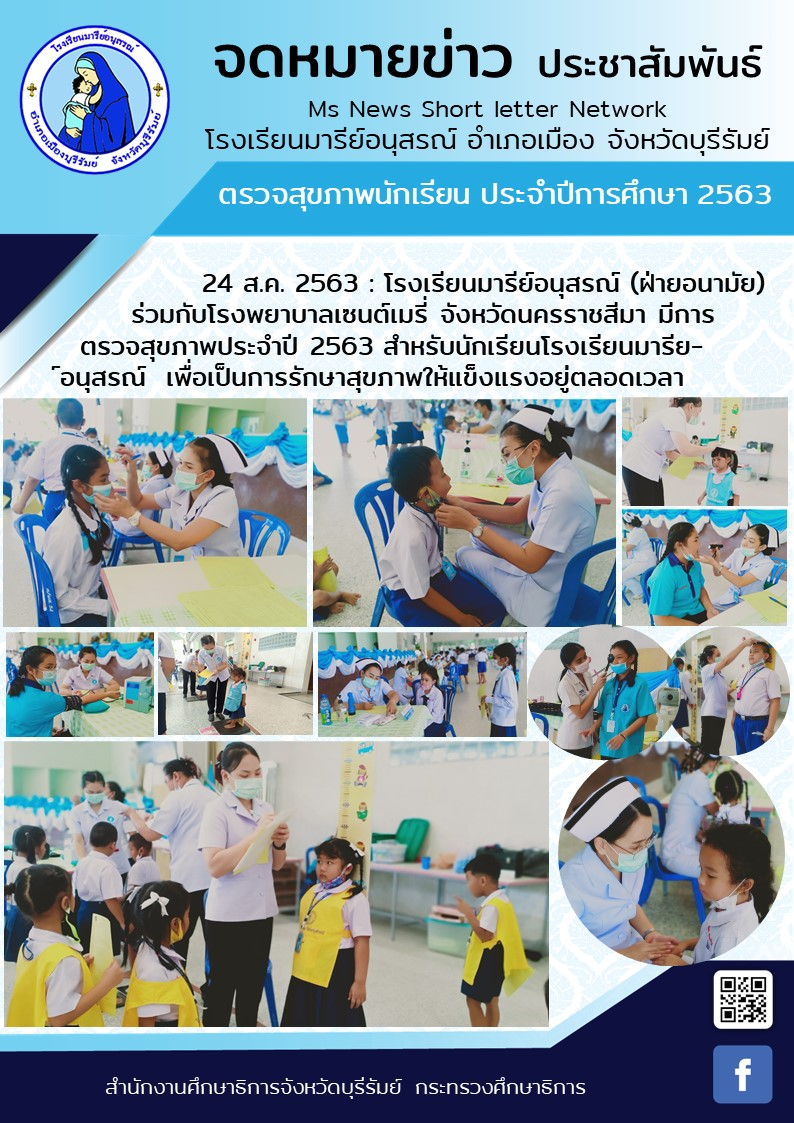 โรงเรียนมารีย์อนุสรณ์
อำเภอเมืองบุรีรัมย์ จังหวัดบุรีรัมย์
จดหมายข่าว ประชาสัมพันธ์
Ms News Short letter Network
โรงเรียนมารีย์อนุสรณ์ อำเภอเมือง จังหวัดบุรีรัมย์
ตรวจสุขภาพนักเรียน ประจำปีการศึกษา 2563
24 ส.ค. 2563 : โรงเรียนมารีย์อนุสรณ์ (ฝ่ายอนามัย)
ร่วมกับโรงพยาบาลเซนต์เมรี่ จังหวัดนครราชสีมา มีการ
ตรวจสุขภาพประจำปี 2563 สำหรับนักเรียนโรงเรียนมารีย-
์อนุสรณ์ เพื่อเป็นการรักษาสุขภาพให้แข็งแรงอยู่ตลอดเวลา
สำนักงานศึกษาธิการจังหวัดบุรีรัมย์ กระทรวงศึกษาธิการ
f